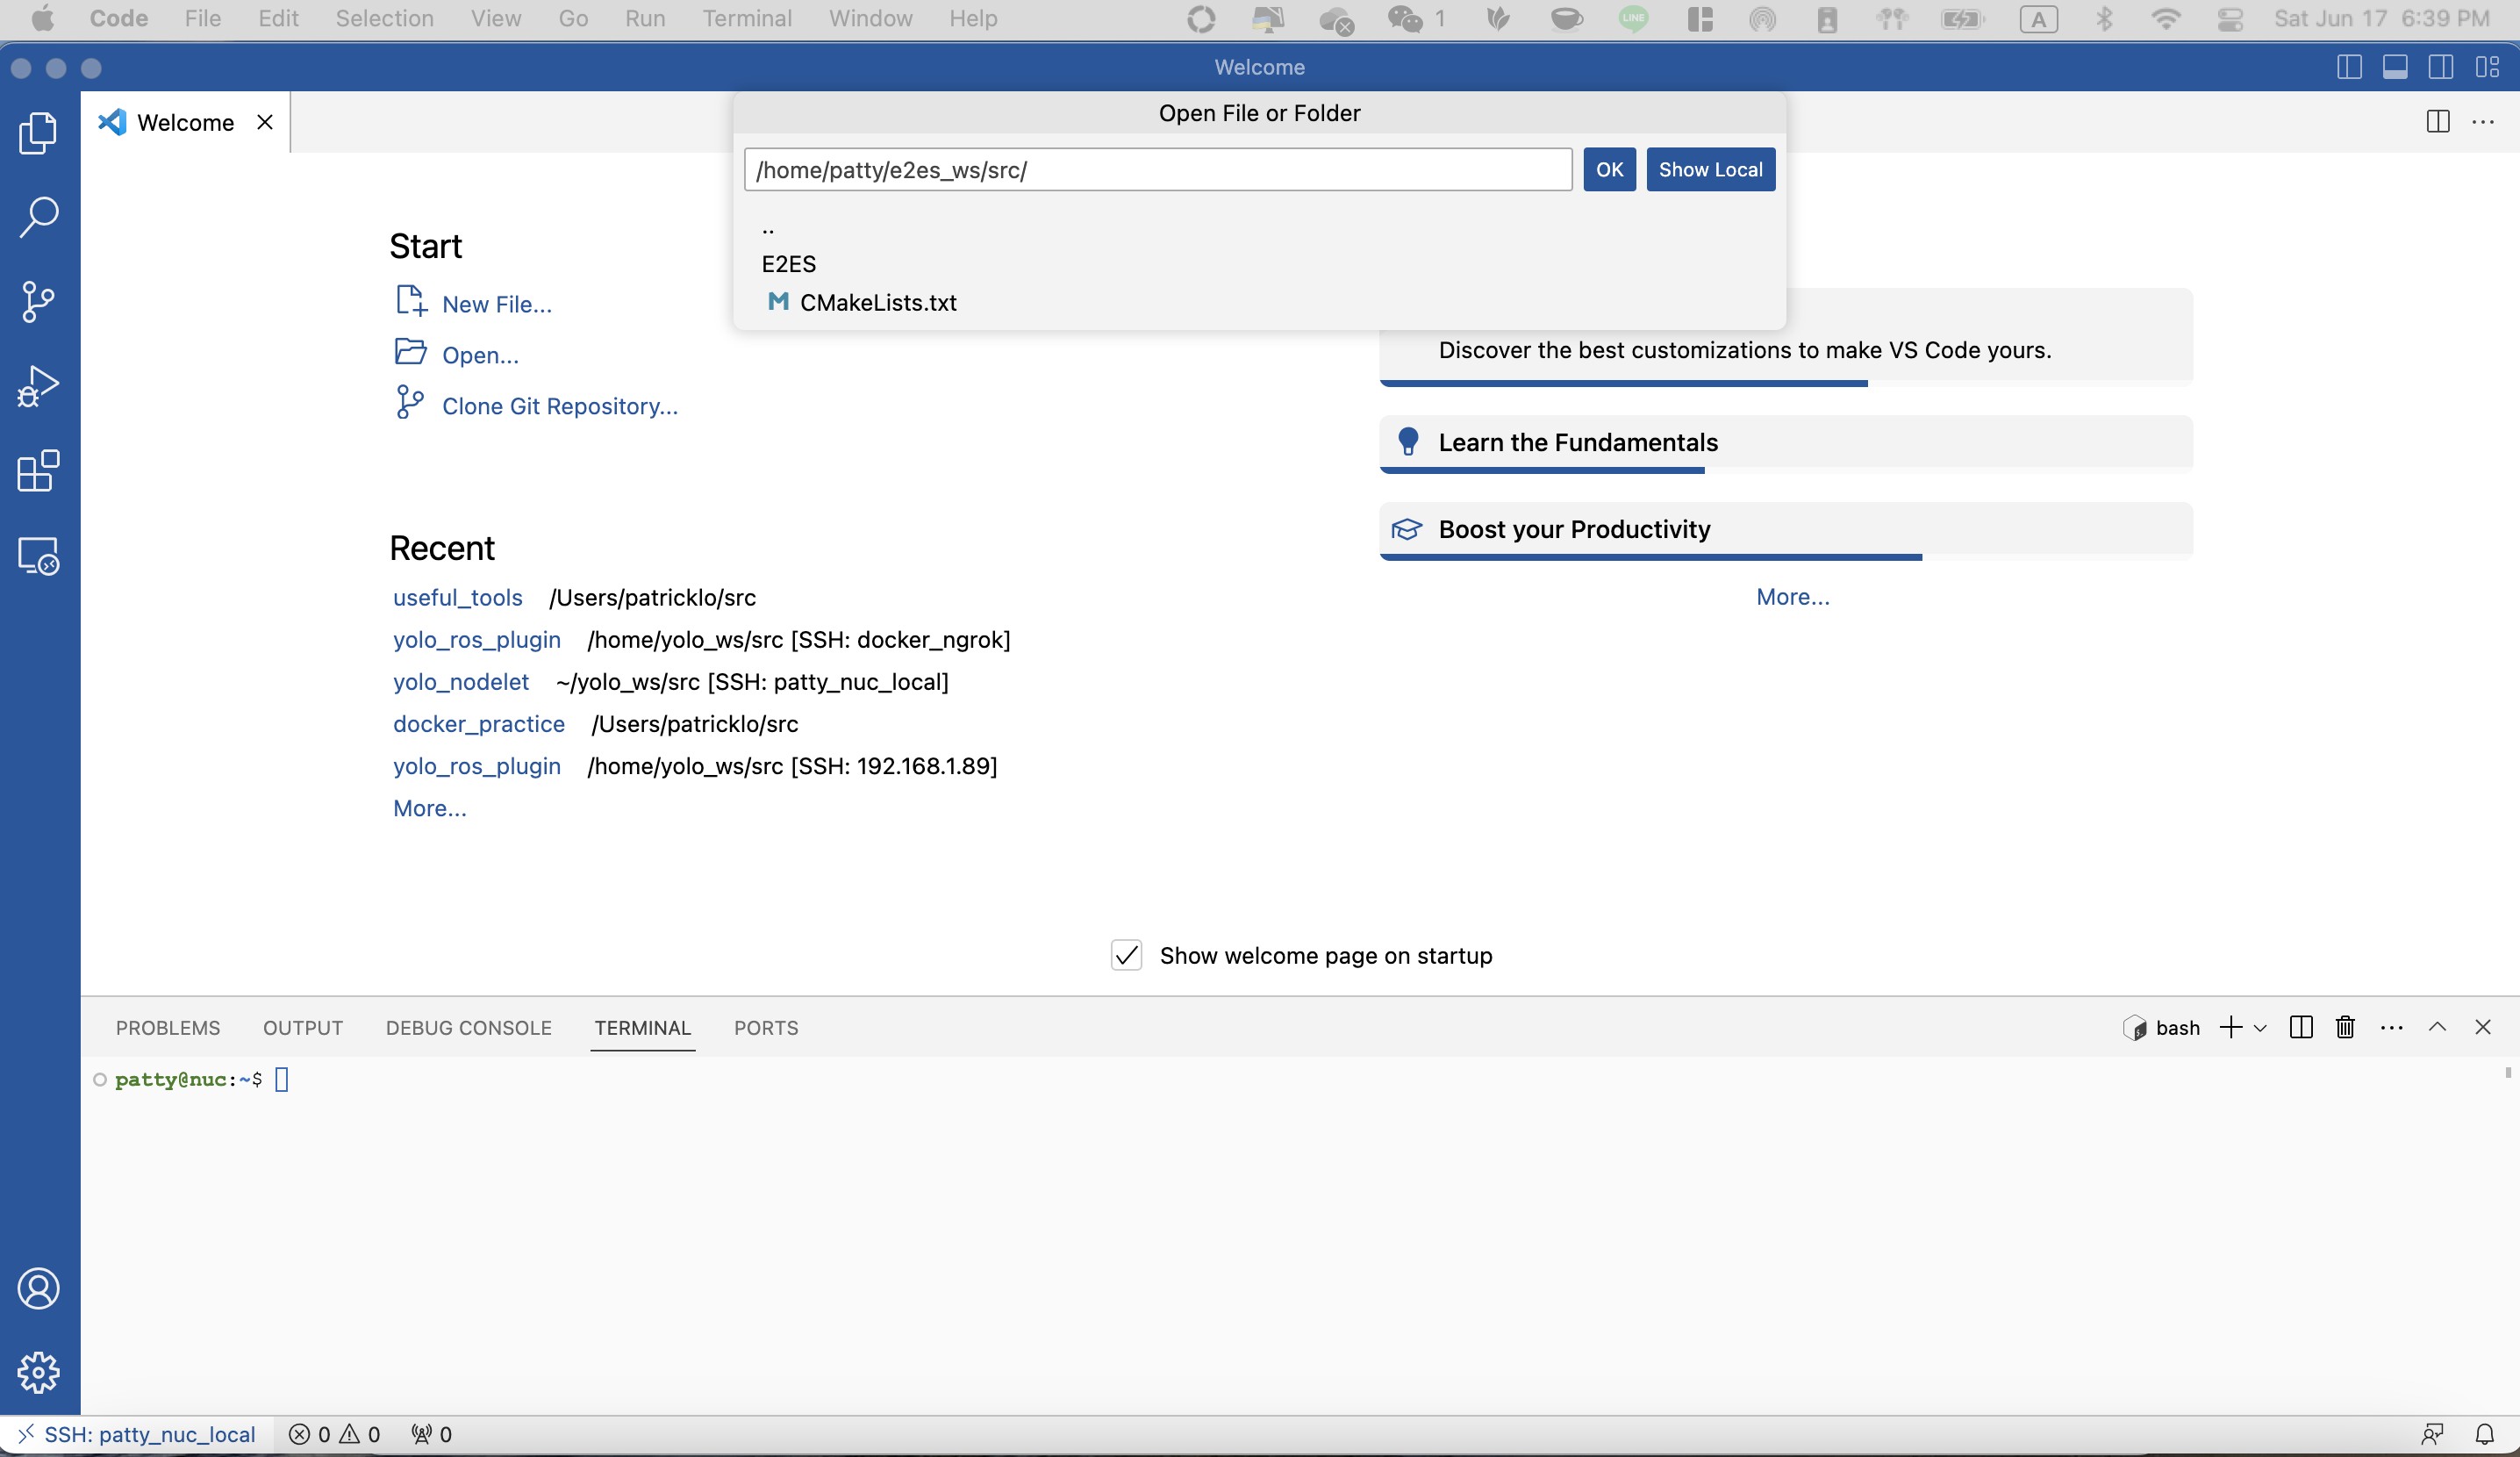 Code File Edit Selection View Go Run Terminal Window Help 1 LINE A Sat Jun 17 6:39 PM
Welcome
Welcome
Open File or Folder
/home/patty/e2es_ws/src/ OK Show Local
..
E2ES
M CMakeLists.txt
Start
New File...
Open...
Clone Git Repository...
Recent
useful_tools /Users/patricklo/src
yolo_ros_plugin /home/yolo_ws/src [SSH: docker_ngrok]
yolo_nodelet ~/yolo_ws/src [SSH: patty_nuc_local]
docker_practice /Users/patricklo/src
yolo_ros_plugin /home/yolo_ws/src [SSH: 192.168.1.89]
More...
Discover the best customizations to make VS Code yours.
Learn the Fundamentals
Boost your Productivity
More...
Show welcome page on startup
PROBLEMS OUTPUT DEBUG CONSOLE TERMINAL PORTS bash
patty@nuc:~$
SSH: patty_nuc_local 0 0 0